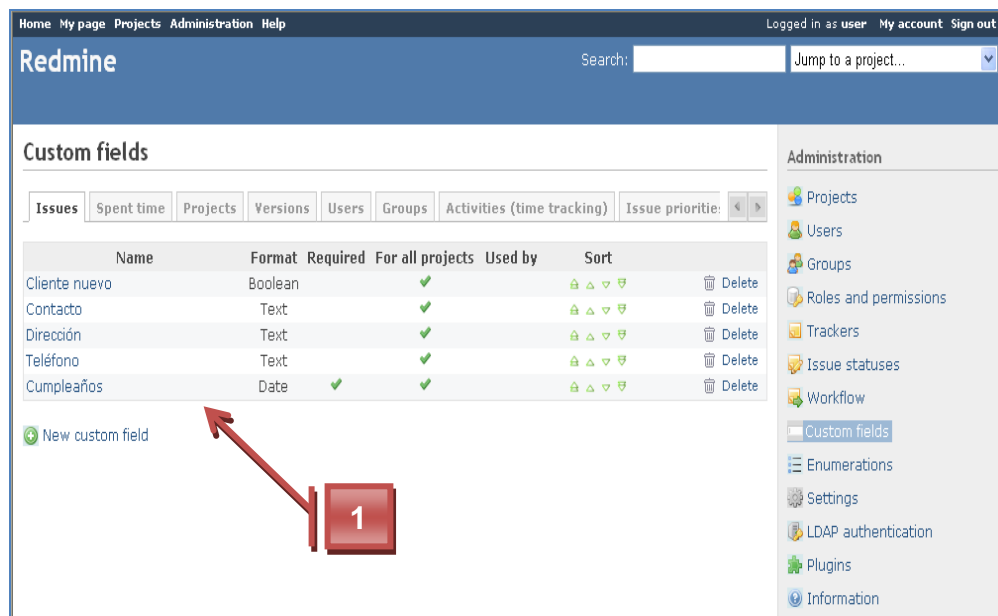 Home My page Projects Administration Help Logged in as user My account Sign out
Redmine Search: Jump to a project...
Custom fields
Issues Spent time Projects Versions Users Groups Activities (time tracking) Issue priorities
Name Format Required For all projects Used by Sort
Cliente nuevo Boolean Delete
Contacto Text Delete
Dirección Text Delete
Teléfono Text Delete
Cumpleaños Date Delete
New custom field
1
Administration
Projects
Users
Groups
Roles and permissions
Trackers
Issue statuses
Workflow
Custom fields
Enumerations
Settings
LDAP authentication
Plugins
Information